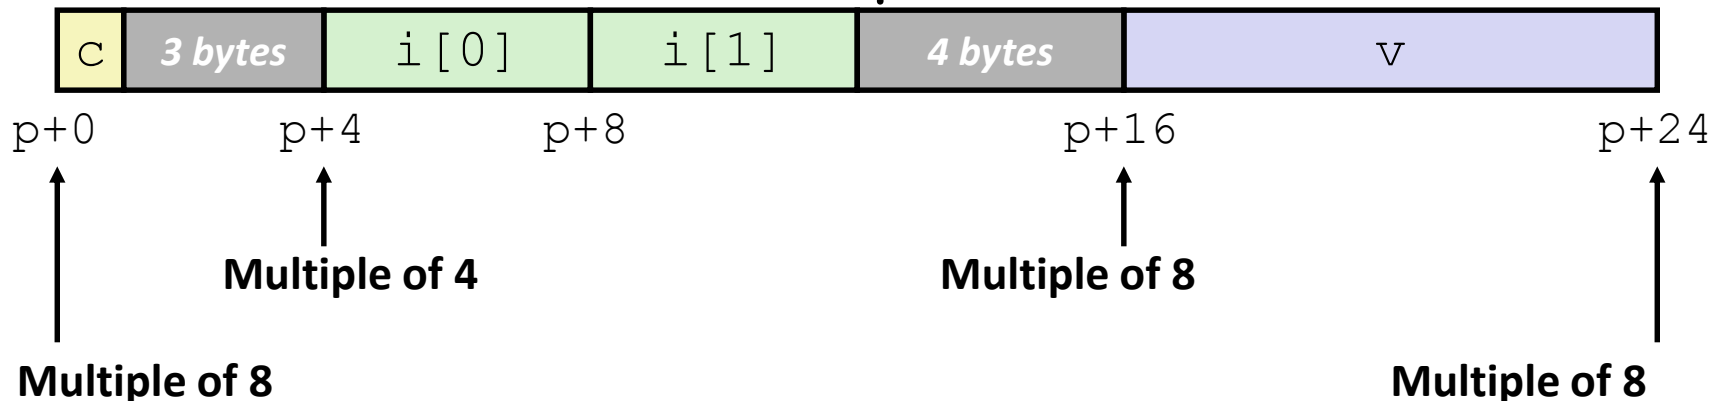 c 3 bytes i[0] i[1] 4 bytes v
p+0 p+4 p+8 p+16 p+24
Multiple of 4 Multiple of 8
Multiple of 8 Multiple of 8